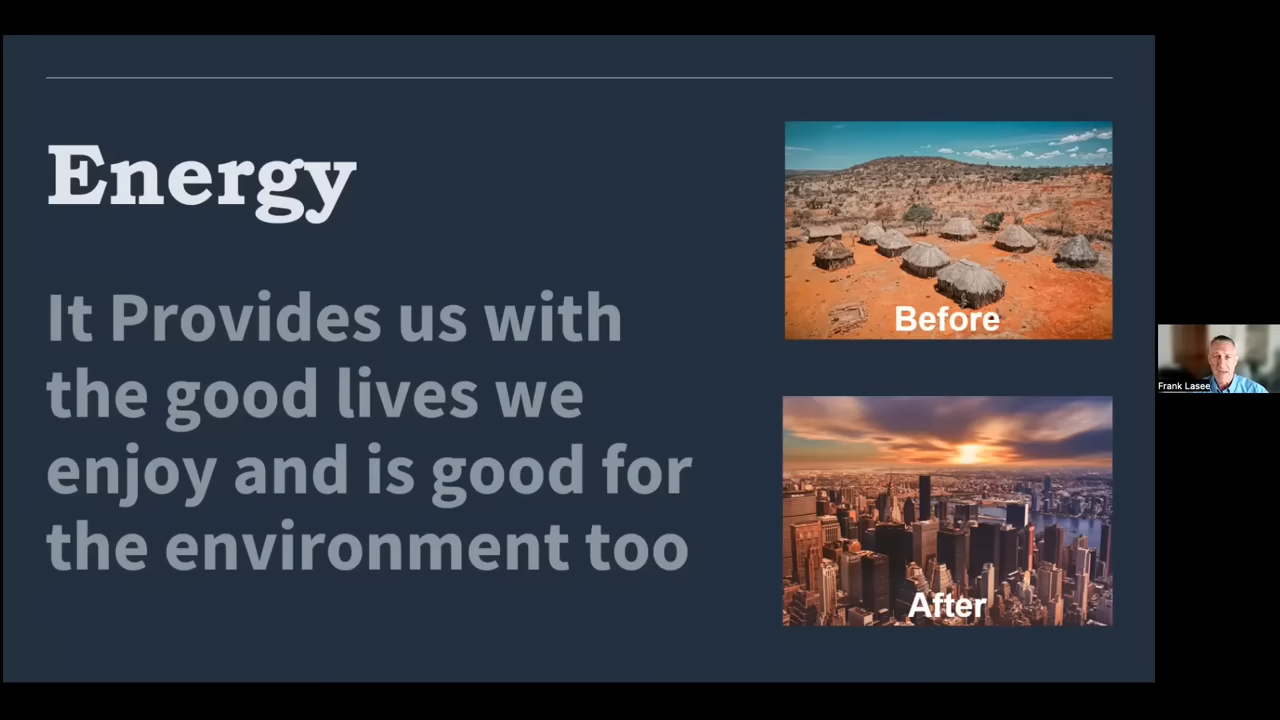 Energy
It Provides us with
the good lives we
enjoy and is good for
the environment too
Before
After
Frank Lasee